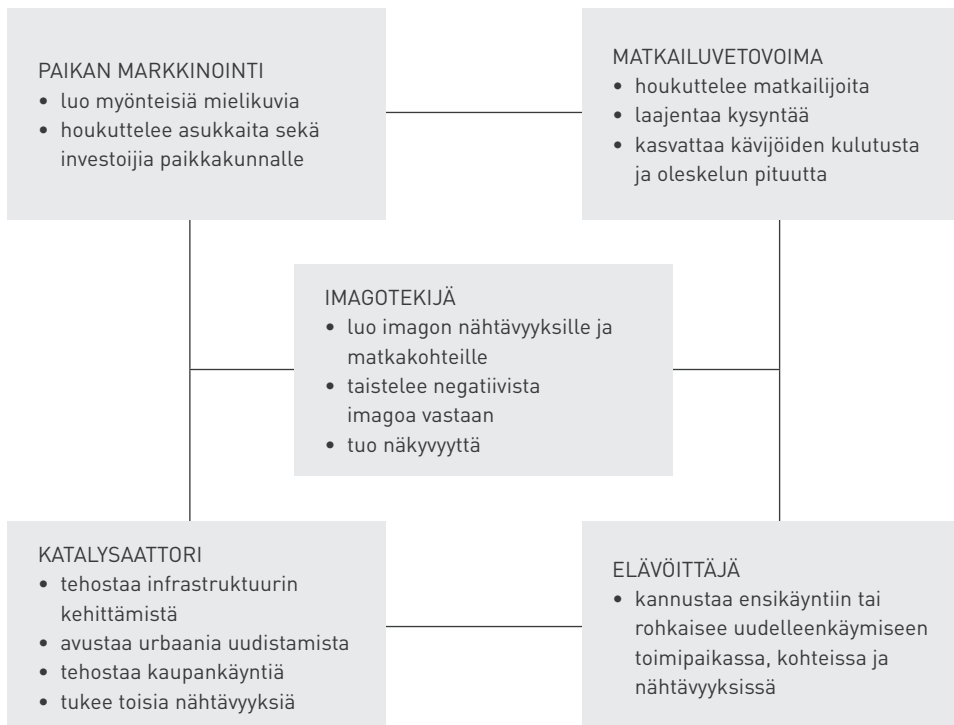 PAIKAN MARKKINOINTI
• luo myönteisiä mielikuvia
• houkuttelee asukkaita sekä
investoijia paikkakunnalle
MATKAILUVETOVOIMA
• houkuttelee matkailijoita
• laajentaa kysyntää
• kasvattaa kävijöiden kulutusta
ja oleskelun pituutta
IMAGOTEKIJÄ
• luo imagon nähtävyyksille ja
matkakohteille
• taistelee negatiivista
imagoa vastaan
• tuo näkyvyyttä
KATALYSAATTORI
• tehostaa infrastruktuurin
kehittämistä
• avustaa urbaania uudistamista
• tehostaa kaupankäyntiä
• tukee toisia nähtävyyksiä
ELÄVÖITTÄJÄ
• kannustaa ensikäyntiin tai
rohkaisee uudelleenkäymiseen
toimipaikassa, kohteissa ja
nähtävyyksissä